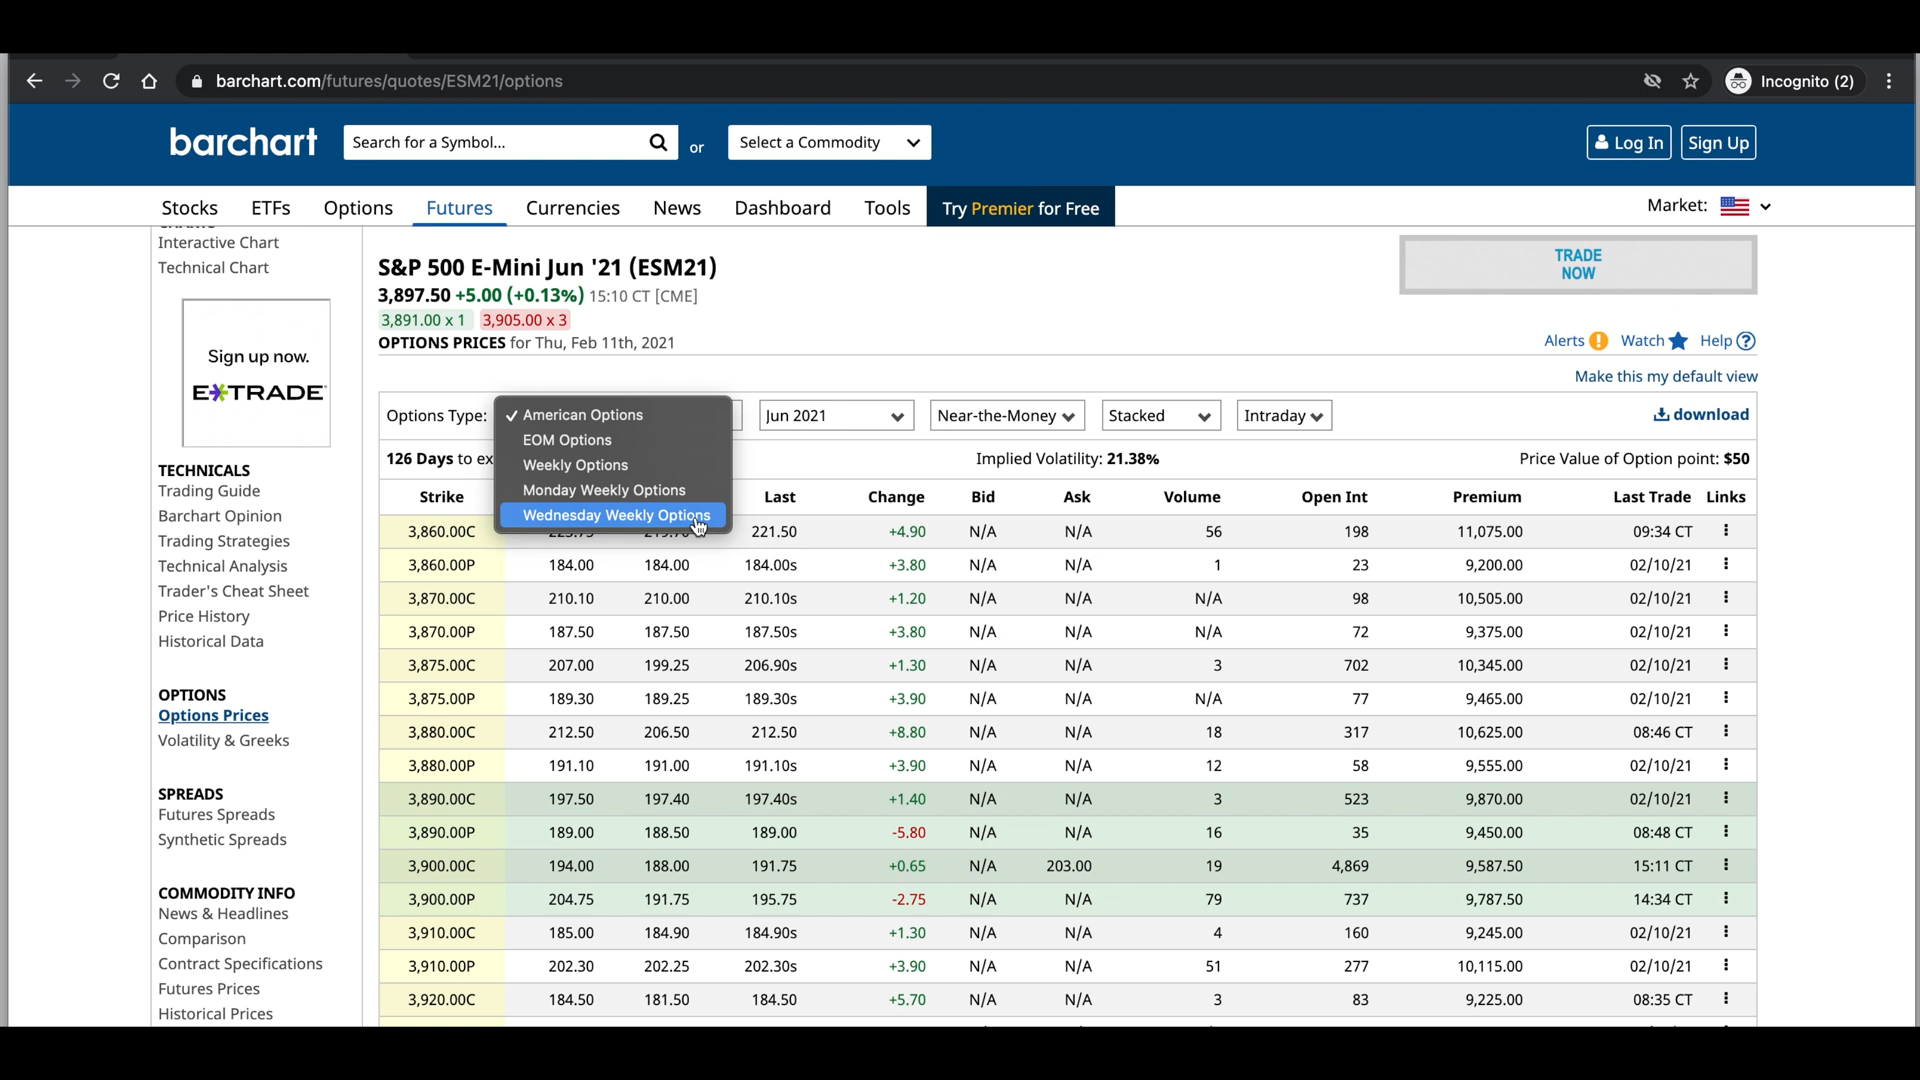 barchart.com/futures/quotes/ESM21/options
Incognito (2)
barchart
Search for a Symbol...
or
Select a Commodity
Log In
Sign Up
Stocks ETFs Options Futures Currencies News Dashboard Tools Try Premier for Free
Market:
Interactive Chart
Technical Chart
Sign up now.
E*TRADE
TECHNICALS
Trading Guide
Barchart Opinion
Trading Strategies
Technical Analysis
Trader's Cheat Sheet
Price History
Historical Data
OPTIONS
Options Prices
Volatility & Greeks
SPREADS
Futures Spreads
Synthetic Spreads
COMMODITY INFO
News & Headlines
Comparison
Contract Specifications
Futures Prices
Historical Prices
S&P 500 E-Mini Jun '21 (ESM21)
3,897.50 +5.00 (+0.13%) 15:10 CT [CME]
3,891.00 x 1 3,905.00 x 3
OPTIONS PRICES for Thu, Feb 11th, 2021
TRADE
NOW
Alerts Watch Help
Make this my default view
Options Type:
American Options
EOM Options
Weekly Options
Monday Weekly Options
Wednesday Weekly Options
Jun 2021 Near-the-Money Stacked Intraday download
126 Days to ex Implied Volatility: 21.38% Price Value of Option point: $50
Strike Last Change Bid Ask Volume Open Int Premium Last Trade Links
3,860.00C 221.50 +4.90 N/A N/A 56 198 11,075.00 09:34 CT
3,860.00P 184.00 184.00 184.00s +3.80 N/A N/A 1 23 9,200.00 02/10/21
3,870.00C 210.10 210.00 210.10s +1.20 N/A N/A N/A 98 10,505.00 02/10/21
3,870.00P 187.50 187.50 187.50s +3.80 N/A N/A N/A 72 9,375.00 02/10/21
3,875.00C 207.00 199.25 206.90s +1.30 N/A N/A 3 702 10,345.00 02/10/21
3,875.00P 189.30 189.25 189.30s +3.90 N/A N/A N/A 77 9,465.00 02/10/21
3,880.00C 212.50 206.50 212.50 +8.80 N/A N/A 18 317 10,625.00 08:46 CT
3,880.00P 191.10 191.00 191.10s +3.90 N/A N/A 12 58 9,555.00 02/10/21
3,890.00C 197.50 197.40 197.40s +1.40 N/A N/A 3 523 9,870.00 02/10/21
3,890.00P 189.00 188.50 189.00 -5.80 N/A N/A 16 35 9,450.00 08:48 CT
3,900.00C 194.00 188.00 191.75 +0.65 N/A 203.00 19 4,869 9,587.50 15:11 CT
3,900.00P 204.75 191.75 195.75 -2.75 N/A N/A 79 737 9,787.50 14:34 CT
3,910.00C 185.00 184.90 184.90s +1.30 N/A N/A 4 160 9,245.00 02/10/21
3,910.00P 202.30 202.25 202.30s +3.90 N/A N/A 51 277 10,115.00 02/10/21
3,920.00C 184.50 181.50 184.50 +5.70 N/A N/A 3 83 9,225.00 08:35 CT